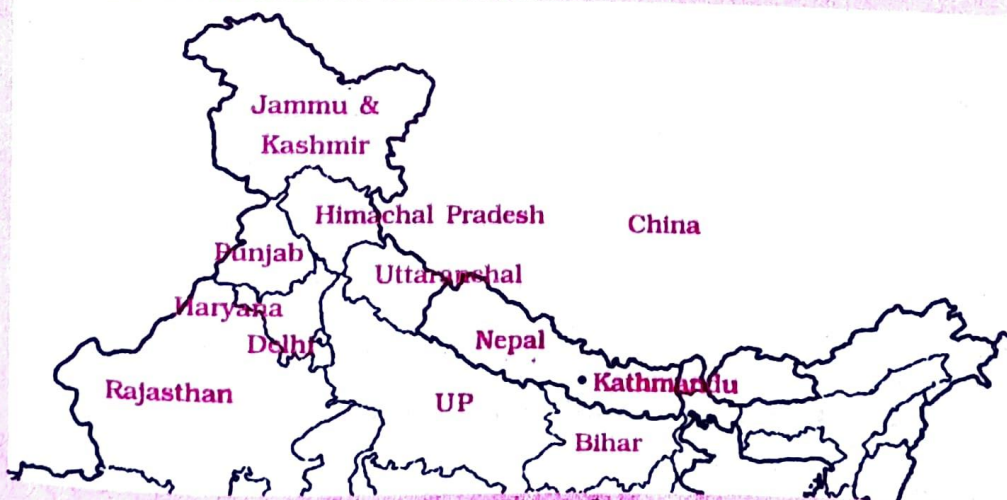 Jammu &
Kashmir
Himachal Pradesh
China
Punjab
Uttaranchal
Haryana
Nepal
Delhi
Kathmandu
Rajasthan
UP
Bihar